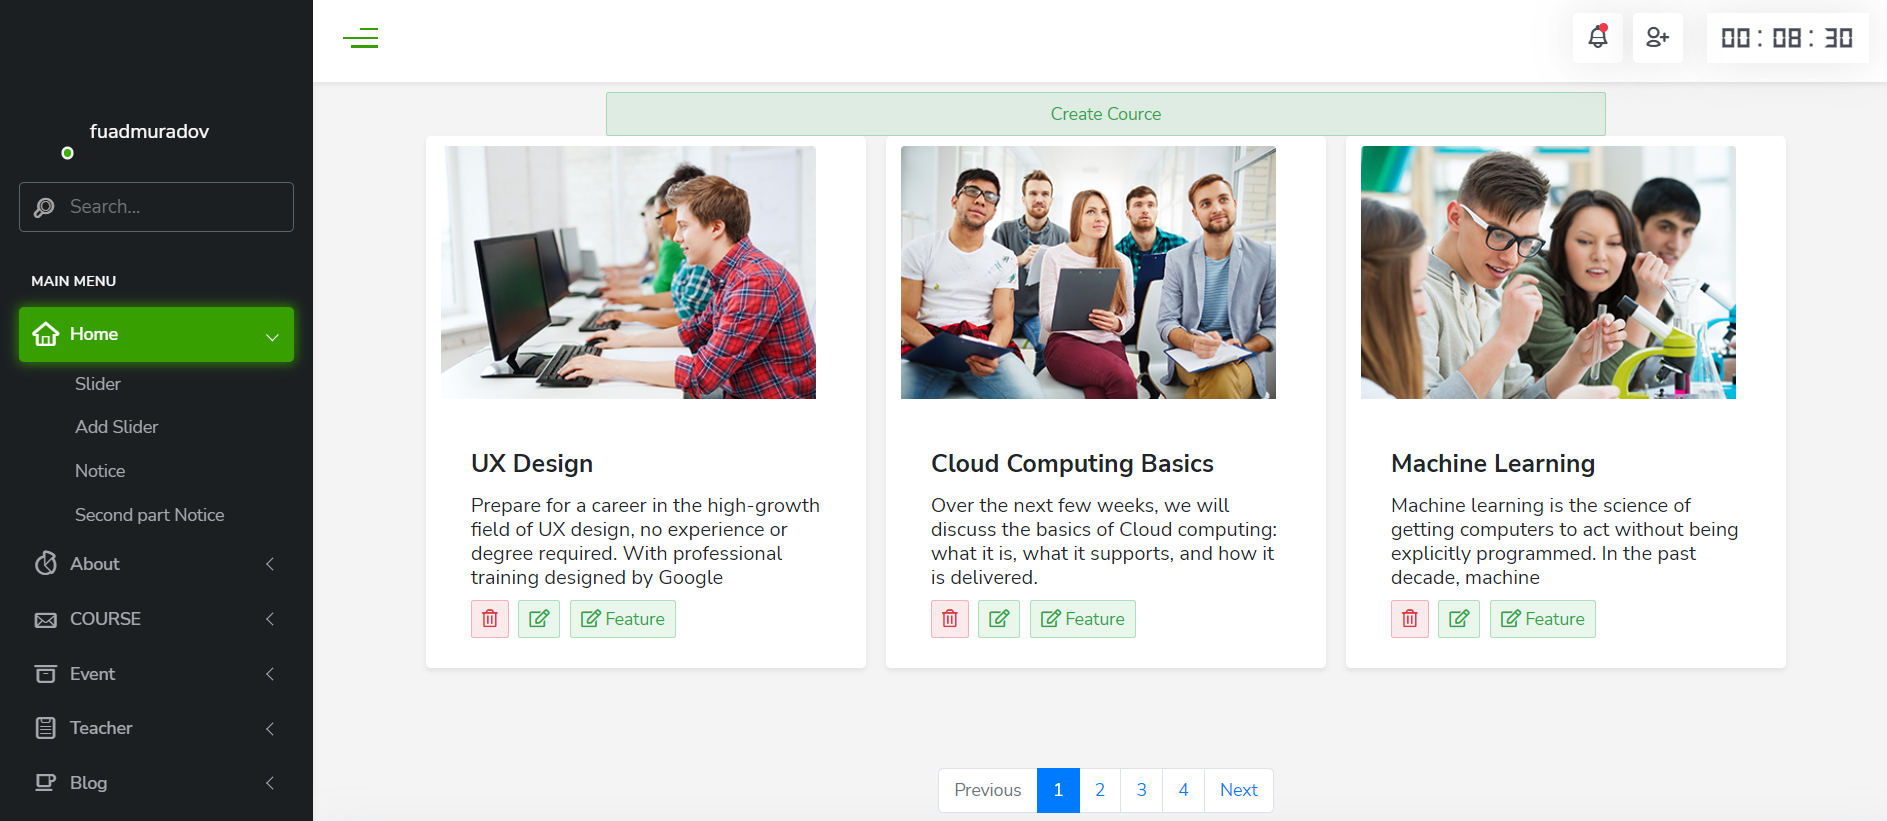 fuadmuradov
Search...
MAIN MENU
Home
Slider
Add Slider
Notice
Second part Notice
About
COURSE
Event
Teacher
Blog
00:08:30
Create Cource
UX Design
Prepare for a career in the high-growth
field of UX design, no experience or
degree required. With professional
training designed by Google
Feature
Cloud Computing Basics
Over the next few weeks, we will
discuss the basics of Cloud computing:
what it is, what it supports, and how it
is delivered.
Feature
Machine Learning
Machine learning is the science of
getting computers to act without being
explicitly programmed. In the past
decade, machine
Feature
Previous 1 2 3 4 Next